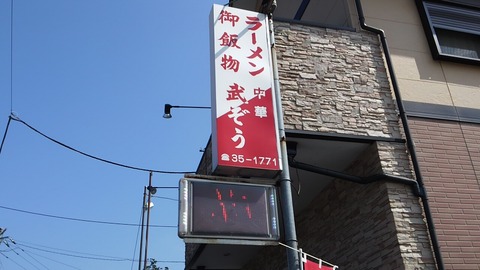 ラーメン
御飯物
中華
武ぞう
☎35-1771